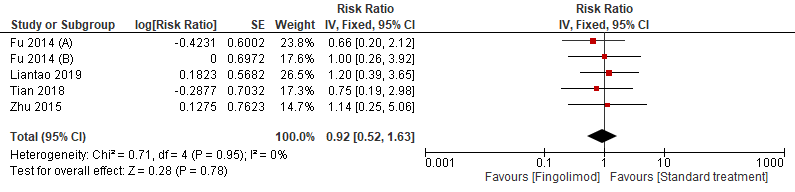 Risk Ratio Risk Ratio
Study or Subgroup log[Risk Ratio] SE Weight IV, Fixed, 95% CI IV, Fixed, 95% CI
Fu 2014 (A) -0.4231 0.6002 23.8% 0.66 [0.20, 2.12]
Fu 2014 (B) 0 0.6972 17.6% 1.00 [0.26, 3.92]
Liantao 2019 0.1823 0.5682 26.5% 1.20 [0.39, 3.65]
Tian 2018 -0.2877 0.7032 17.3% 0.75 [0.19, 2.98]
Zhu 2015 0.1275 0.7623 14.7% 1.14 [0.25, 5.06]
Total (95% CI) 100.0% 0.92 [0.52, 1.63]
Heterogeneity: Chi² = 0.71, df = 4 (P = 0.95); I² = 0%
Test for overall effect: Z = 0.28 (P = 0.78)
0.001 0.1 1 10 1000
Favours [Fingolimod] Favours [Standard treatment]